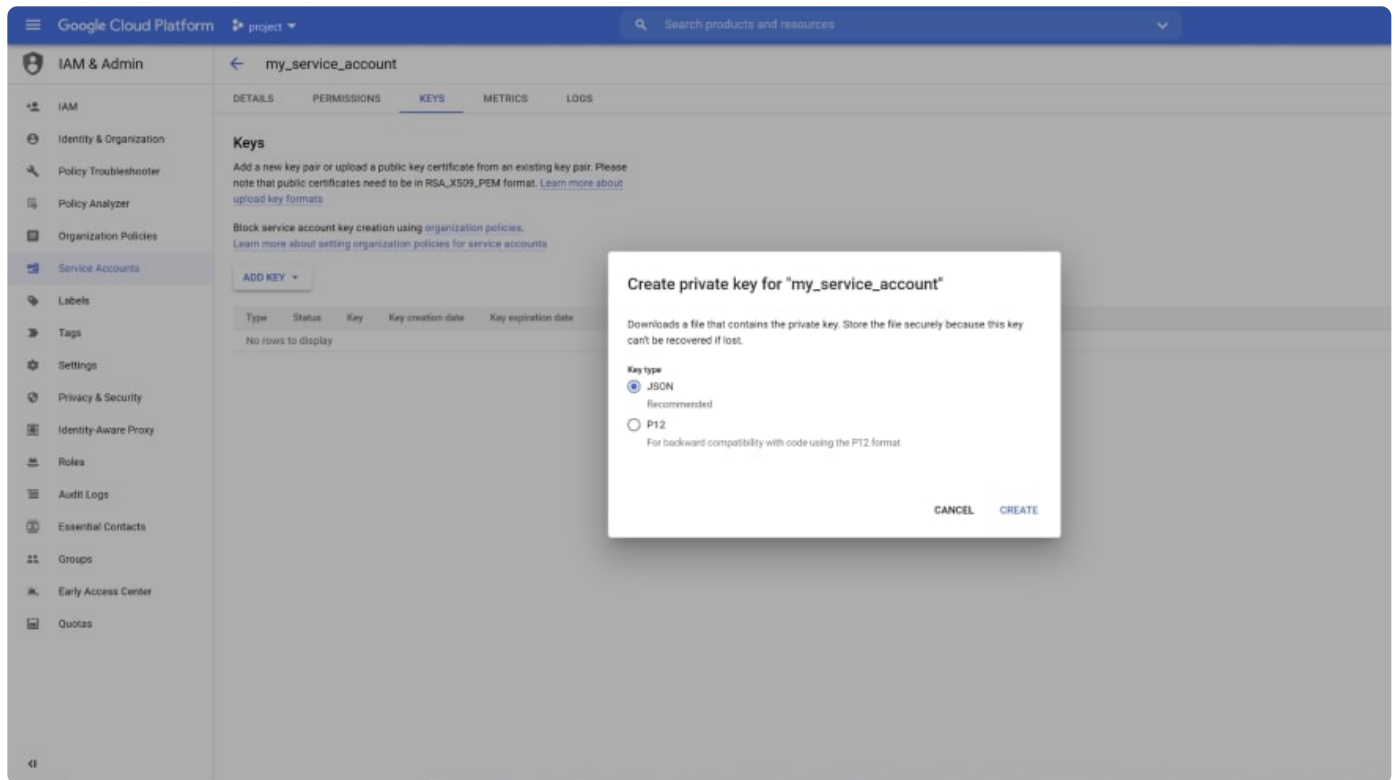 Google Cloud Platform
project
Search products and resources
IAM & Admin
my_service_account
IAM
Identity & Organization
Policy Troubleshooter
Policy Analyzer
Organization Policies
Service Accounts
Labels
Tags
Settings
Privacy & Security
Identity-Aware Proxy
Roles
Audit Logs
Essential Contacts
Groups
Early Access Center
Quotas
DETAILS PERMISSIONS KEYS METRICS LOGS
Keys
Add a new key pair or upload a public key certificate from an existing key pair. Please
note that public certificates need to be in RSA_X509_PEM format. Learn more about
upload key formats
Block service account key creation using organization policies.
Learn more about setting organization policies for service accounts
ADD KEY
Type Status Key Key creation date Key expiration date
No rows to display
Create private key for "my_service_account"
Downloads a file that contains the private key. Store the file securely because this key
can't be recovered if lost.
Key type
JSON
Recommended
P12
For backward compatibility with code using the P12 format
CANCEL CREATE